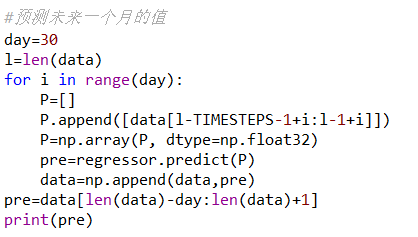 #预测未来一个月的值
day=30
l=len(data)
for i in range(day):
    P=[]
    P.append([data[l-TIMESTEPS-1+i:l-1+i]])
    P=np.array(P, dtype=np.float32)
    pre=regressor.predict(P)
    data=np.append(data,pre)
pre=data[len(data)-day:len(data)+1]
print(pre)